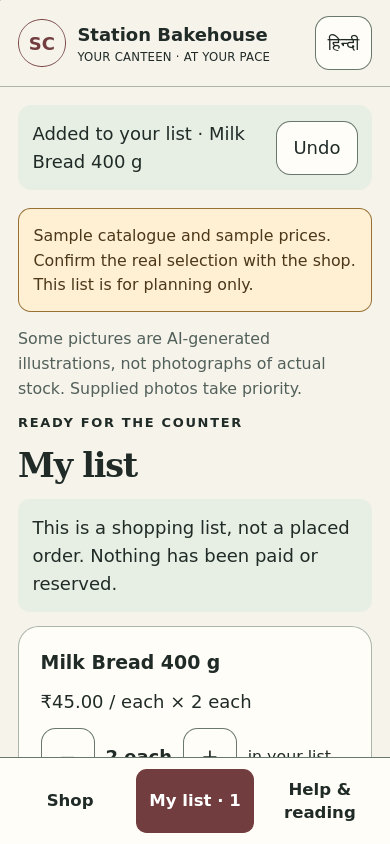 SC
Station Bakehouse
YOUR CANTEEN · AT YOUR PACE
हिन्दी
Added to your list · Milk
Bread 400 g
Undo
Sample catalogue and sample prices.
Confirm the real selection with the shop.
This list is for planning only.
Some pictures are AI-generated
illustrations, not photographs of actual
stock. Supplied photos take priority.
READY FOR THE COUNTER
My list
This is a shopping list, not a placed
order. Nothing has been paid or
reserved.
Milk Bread 400 g
₹45.00 / each × 2 each
− 2 each + in your list
Shop
My list · 1
Help &
reading